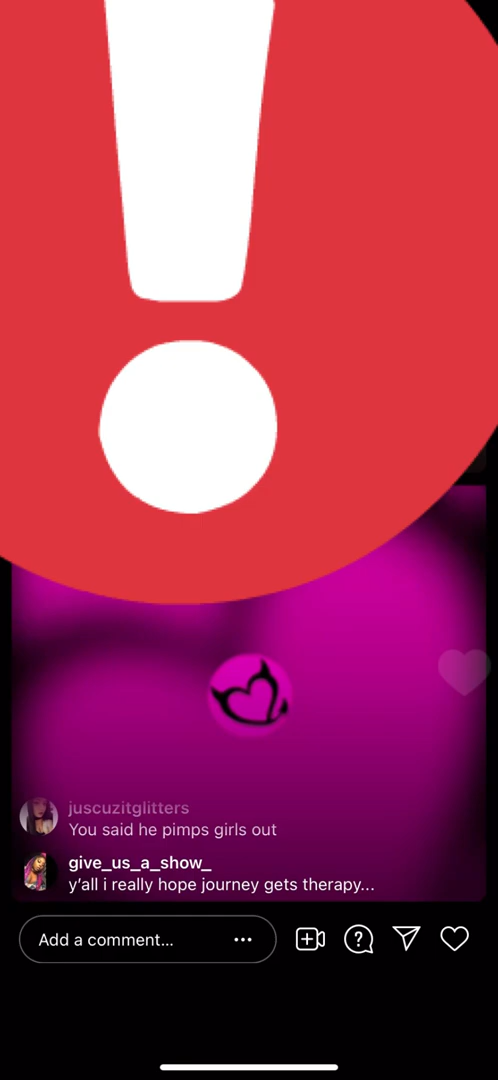 juscuzitglitters
You said he pimps girls out
give_us_a_show_
y'all i really hope journey gets therapy...
Add a comment...